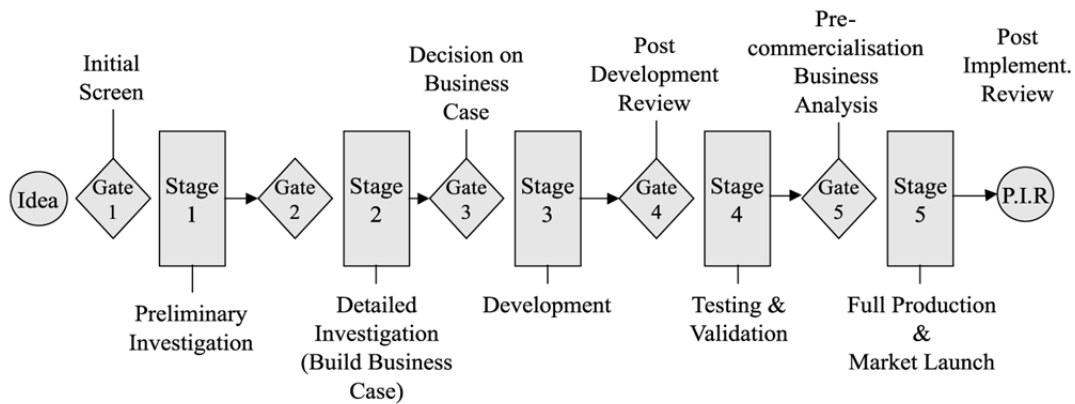 Initial
Screen
Decision on
Business
Case
Post
Development
Review
Pre-
commercialisation
Business
Analysis
Post
Implement.
Review
Idea
Gate
1
Stage
1
Gate
2
Stage
2
Gate
3
Stage
3
Gate
4
Stage
4
Gate
5
Stage
5
P.I.R
Preliminary
Investigation
Detailed
Investigation
(Build Business
Case)
Development
Testing &
Validation
Full Production
&
Market Launch